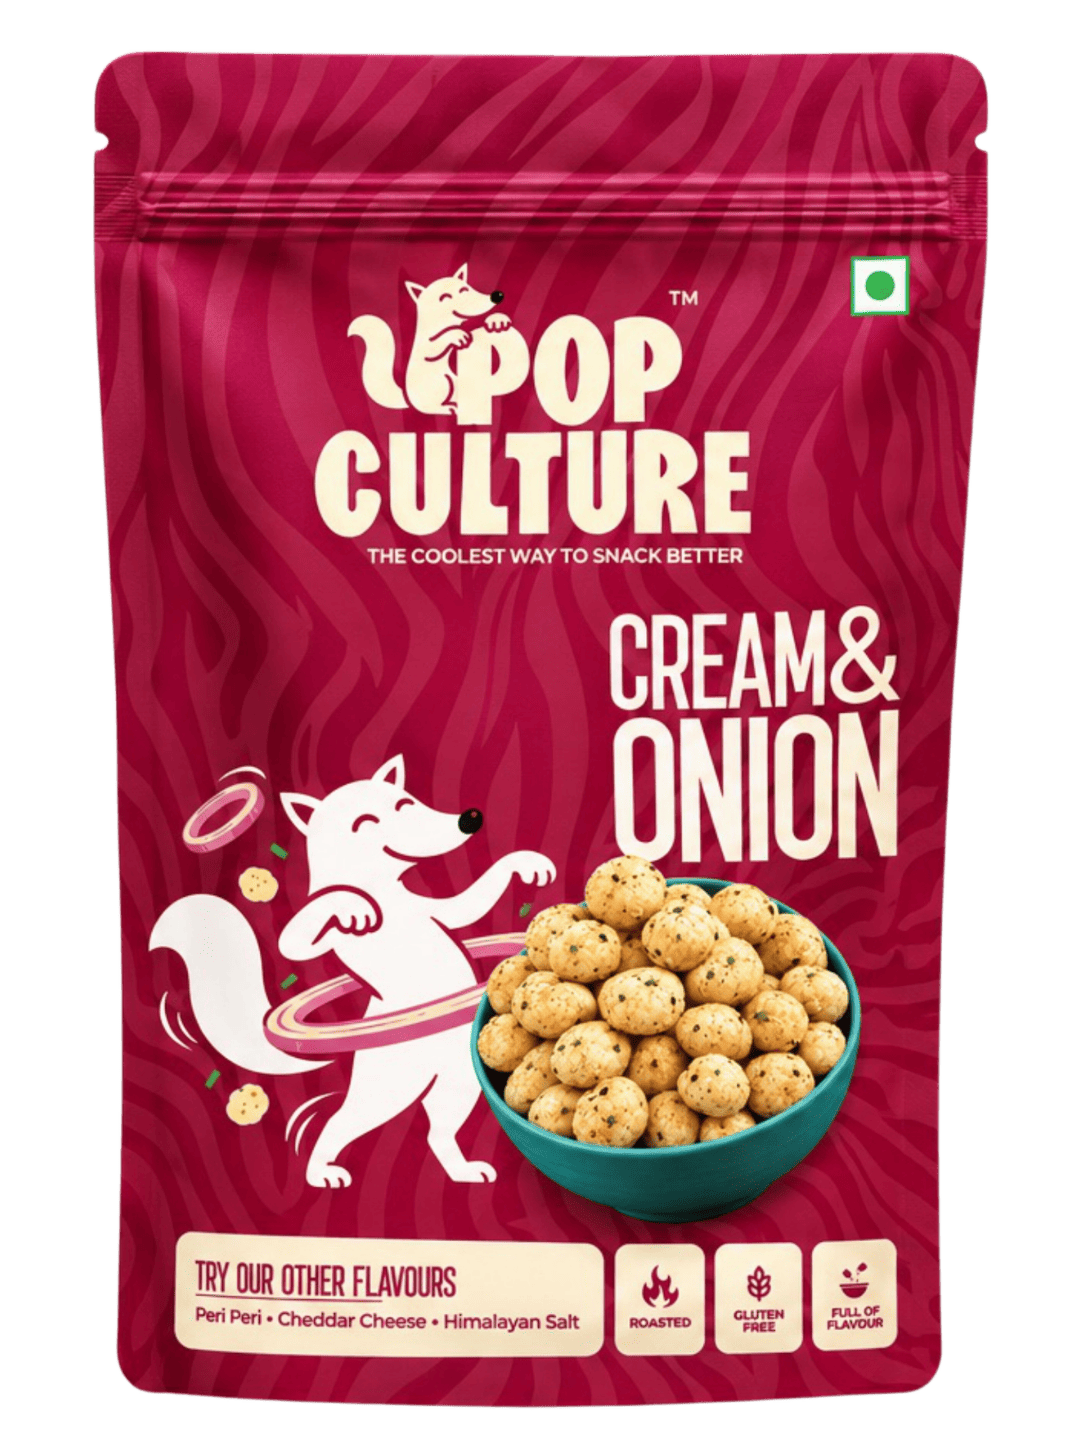 TM
POP
CULTURE
THE COOLEST WAY TO SNACK BETTER
CREAM &
ONION
TRY OUR OTHER FLAVOURS
Peri Peri • Cheddar Cheese • Himalayan Salt
ROASTED
GLUTEN
FREE
FULL OF
FLAVOUR